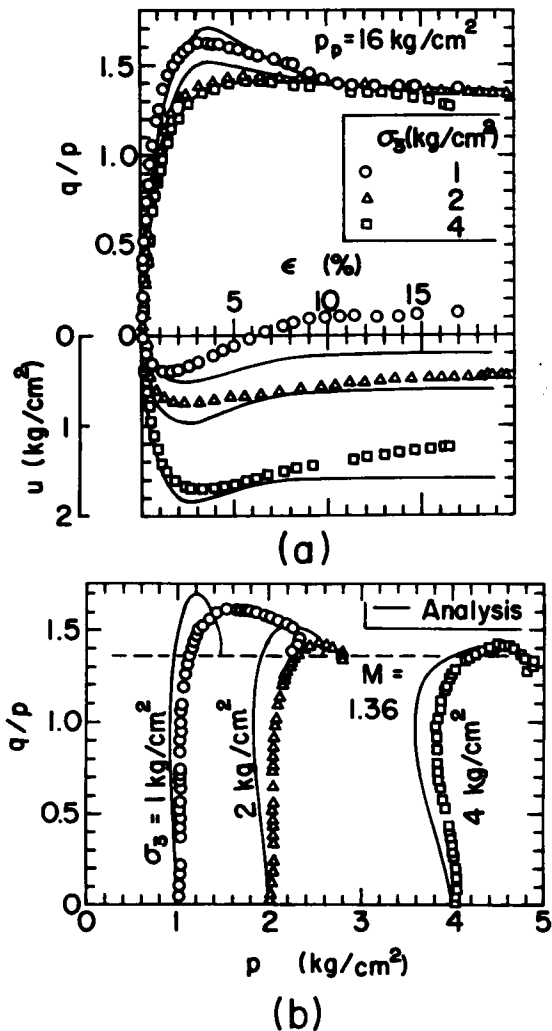 p_p = 16 kg/cm²
1.5
1.0
0.5
0
q/p
σ₃(kg/cm²)
○ 1
△ 2
□ 4
ϵ (%)
5 10 15
0
1
2
u (kg/cm²)
(a)
— Analysis
1.5
1.0
0.5
0
q/p
M = 1.36
σ₃ = 1 kg/cm²
2 kg/cm²
4 kg/cm²
0 1 2 3 4 5
p (kg/cm²)
(b)